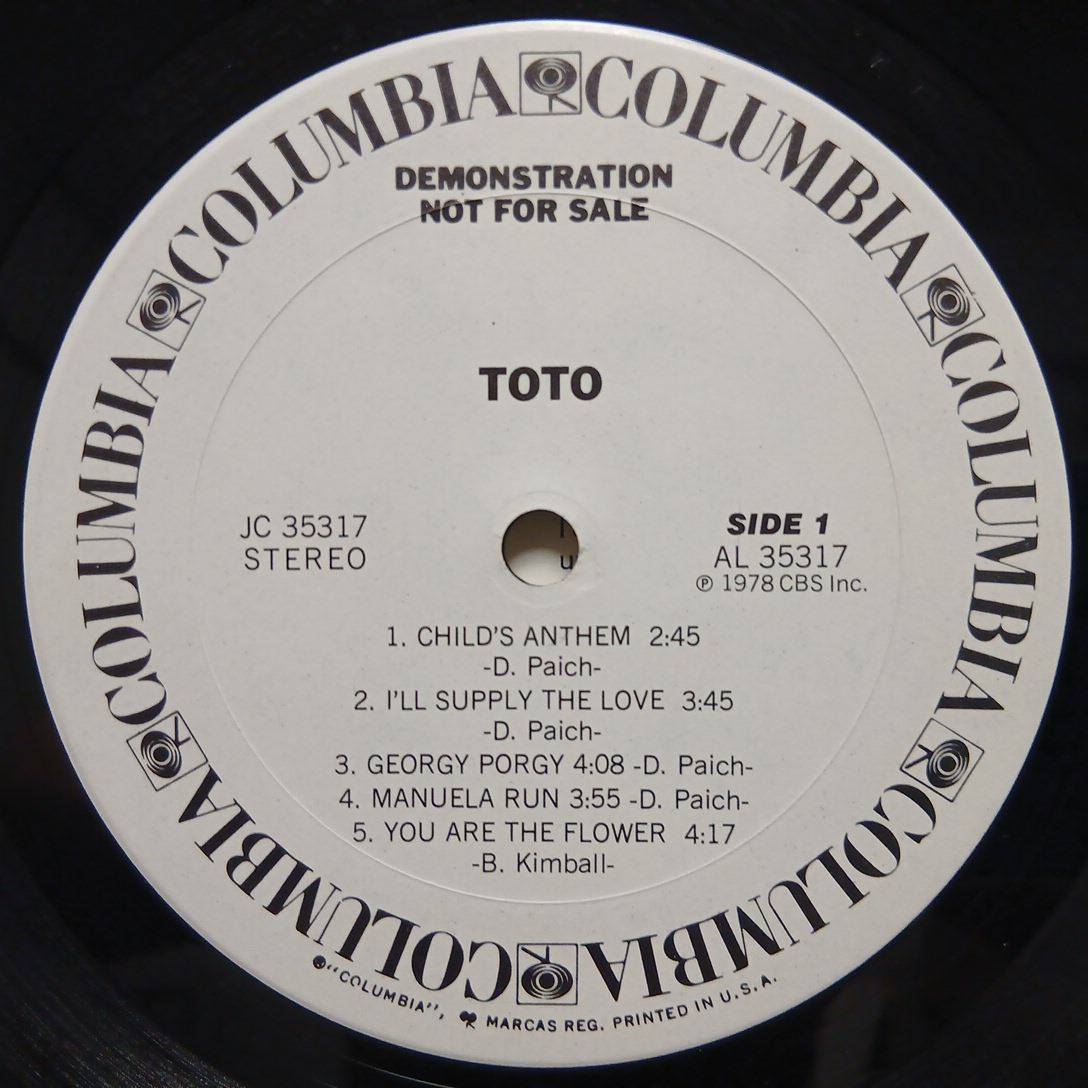 COLUMBIA COLUMBIA COLUMBIA COLUMBIA COLUMBIA COLUMBIA
DEMONSTRATION
NOT FOR SALE
TOTO
JC 35317
STEREO
SIDE 1
AL 35317
℗ 1978 CBS Inc.
1. CHILD'S ANTHEM 2:45
-D. Paich-
2. I'LL SUPPLY THE LOVE 3:45
-D. Paich-
3. GEORGY PORGY 4:08 -D. Paich-
4. MANUELA RUN 3:55 -D. Paich-
5. YOU ARE THE FLOWER 4:17
-B. Kimball-
"COLUMBIA", MARCAS REG. PRINTED IN U.S.A.